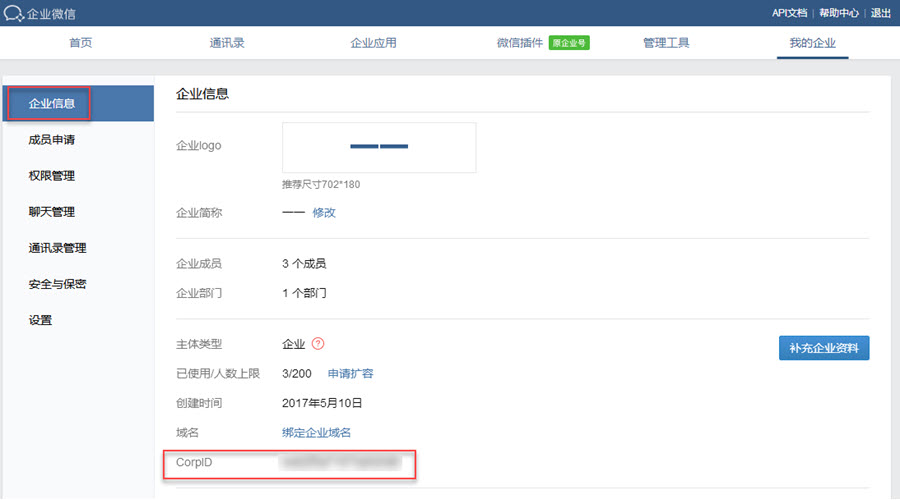 企业微信
API文档 | 帮助中心 | 退出
首页 通讯录 企业应用 微信插件 原企业号 管理工具 我的企业
企业信息
成员申请
权限管理
聊天管理
通讯录管理
安全与保密
设置
企业信息
企业logo
推荐尺寸702*180
企业简称 一一 修改
企业成员 3 个成员
企业部门 1 个部门
主体类型 企业 ?
补充企业资料
已使用/人数上限 3/200 申请扩容
创建时间 2017年5月10日
域名 绑定企业域名
CorpID